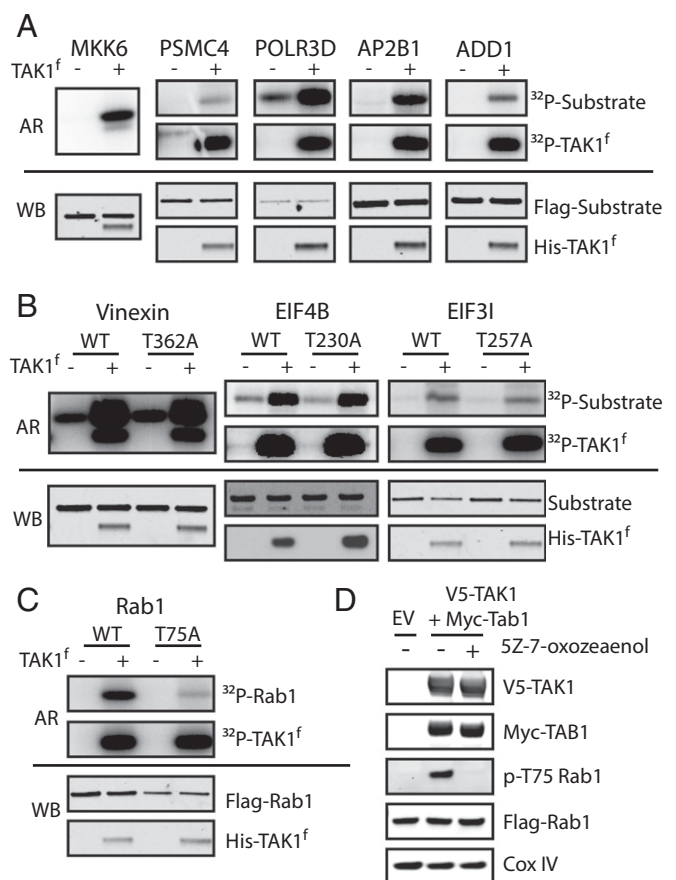 A
MKK6 PSMC4 POLR3D AP2B1 ADD1
TAK1ᶠ - + - + - + - + - +
AR
³²P-Substrate
³²P-TAK1ᶠ
WB
Flag-Substrate
His-TAK1ᶠ
B
Vinexin EIF4B EIF3I
WT T362A WT T230A WT T257A
TAK1ᶠ - + - + - + - + - + - +
AR
³²P-Substrate
³²P-TAK1ᶠ
WB
Substrate
His-TAK1ᶠ
C
Rab1
WT T75A
TAK1ᶠ - + - +
AR
³²P-Rab1
³²P-TAK1ᶠ
WB
Flag-Rab1
His-TAK1ᶠ
D
V5-TAK1
EV + Myc-Tab1
- - + 5Z-7-oxozeaenol
V5-TAK1
Myc-TAB1
p-T75 Rab1
Flag-Rab1
Cox IV